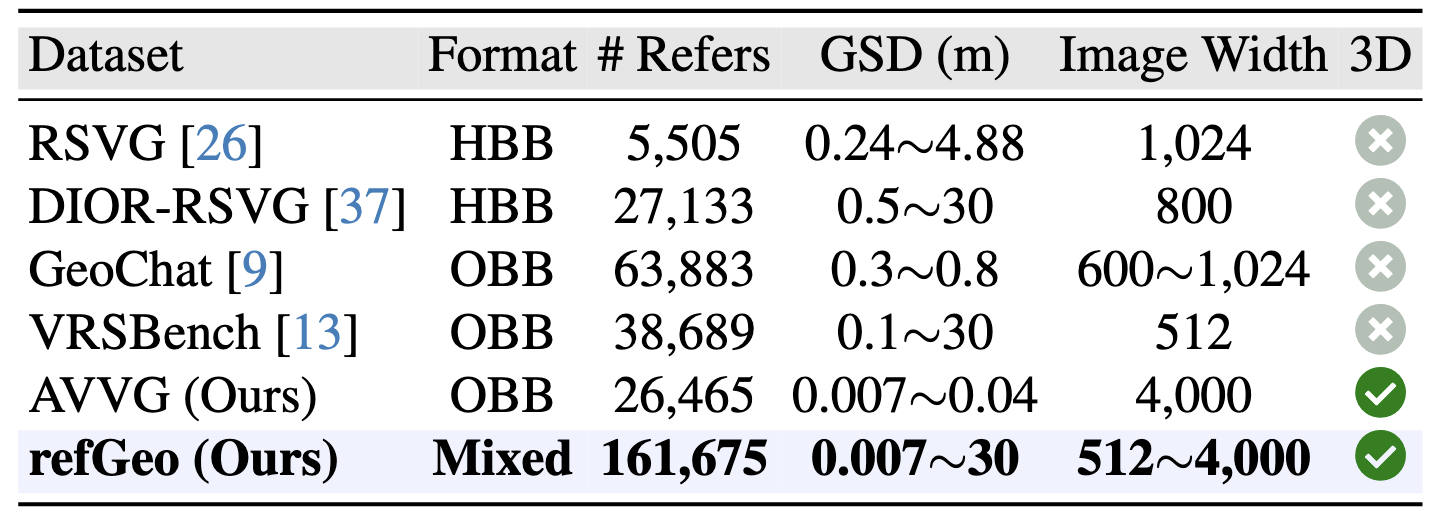 Dataset Format # Refers GSD (m) Image Width 3D
RSVG [26] HBB 5,505 0.24∼4.88 1,024
DIOR-RSVG [37] HBB 27,133 0.5∼30 800
GeoChat [9] OBB 63,883 0.3∼0.8 600∼1,024
VRSBench [13] OBB 38,689 0.1∼30 512
AVVG (Ours) OBB 26,465 0.007∼0.04 4,000
refGeo (Ours) Mixed 161,675 0.007∼30 512∼4,000